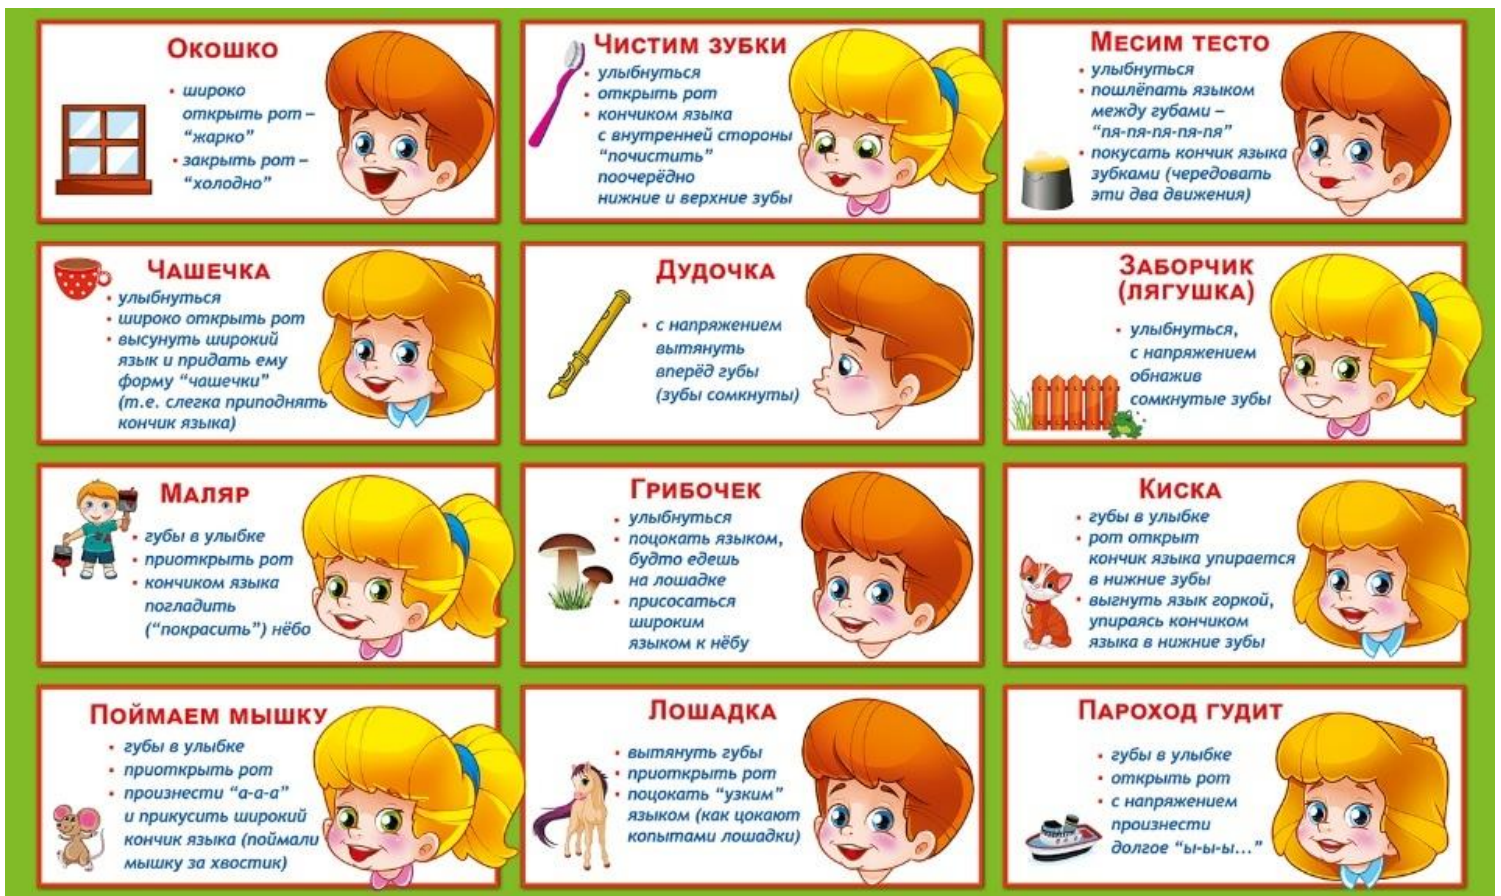 Окошко
• широко
открыть рот –
“жарко”
• закрыть рот –
“холодно”
Чистим зубки
• улыбнуться
• открыть рот
• кончиком языка
с внутренней стороны
“почистить”
поочерёдно
нижние и верхние зубы
Месим тесто
• улыбнуться
• пошлёпать языком
между губами –
“пя-пя-пя-пя-пя”
• покусать кончик языка
зубками (чередовать
эти два движения)
Чашечка
• улыбнуться
• широко открыть рот
• высунуть широкий
язык и придать ему
форму “чашечки”
(т.е. слегка приподнять
кончик языка)
Дудочка
• с напряжением
вытянуть
вперёд губы
(зубы сомкнуты)
Заборчик
(лягушка)
• улыбнуться,
с напряжением
обнажив
сомкнутые зубы
Маляр
• губы в улыбке
• приоткрыть рот
• кончиком языка
погладить
(“покрасить”) нёбо
Грибочек
• улыбнуться
• поцокать языком,
будто едешь
на лошадке
• присосаться
широким
языком к нёбу
Киска
• губы в улыбке
• рот открыт
кончик языка упирается
в нижние зубы
• выгнуть язык горкой,
упираясь кончиком
языка в нижние зубы
Поймаем мышку
• губы в улыбке
• приоткрыть рот
• произнести “а-а-а”
и прикусить широкий
кончик языка (поймали
мышку за хвостик)
Лошадка
• вытянуть губы
• приоткрыть рот
• поцокать “узким”
языком (как цокают
копытами лошадки)
Пароход гудит
• губы в улыбке
• открыть рот
• с напряжением
произнести
долгое “ы-ы-ы...”